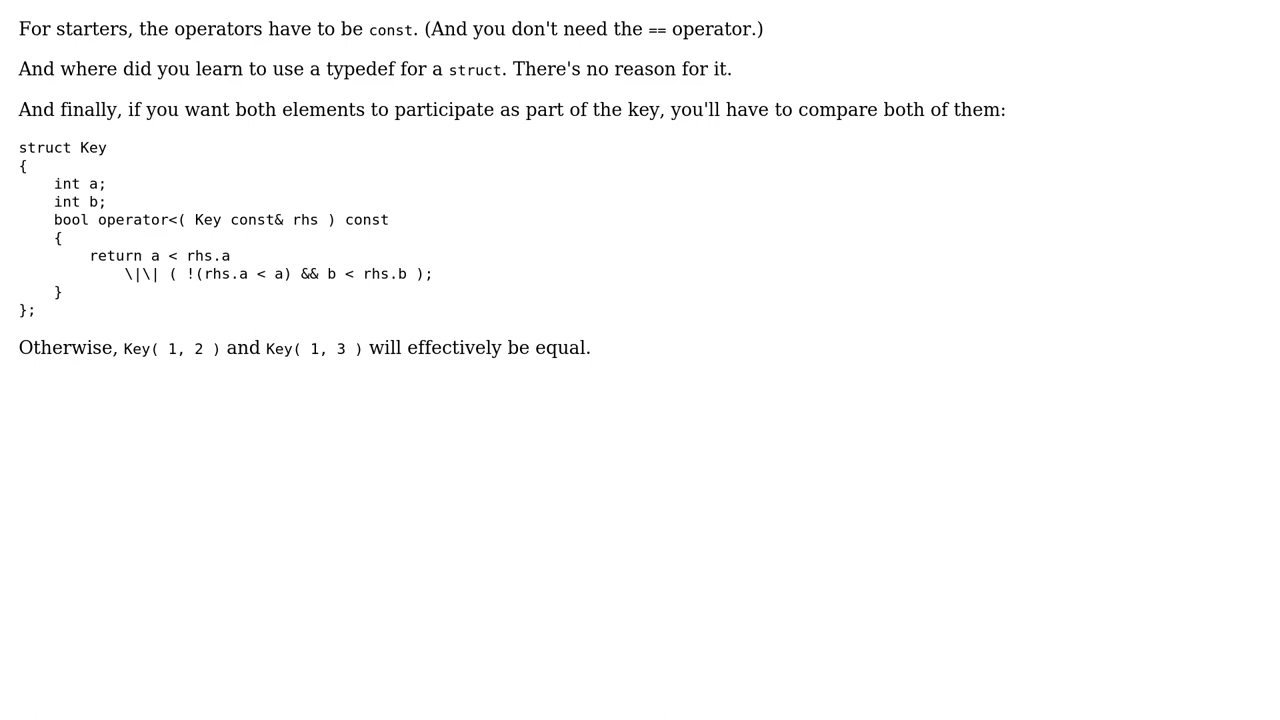 For starters, the operators have to be const. (And you don't need the == operator.)
And where did you learn to use a typedef for a struct. There's no reason for it.
And finally, if you want both elements to participate as part of the key, you'll have to compare both of them:
struct Key
{
    int a;
    int b;
    bool operator<( Key const& rhs ) const
    {
        return a < rhs.a
            \|\| ( !(rhs.a < a) && b < rhs.b );
    }
};
Otherwise, Key( 1, 2 ) and Key( 1, 3 ) will effectively be equal.